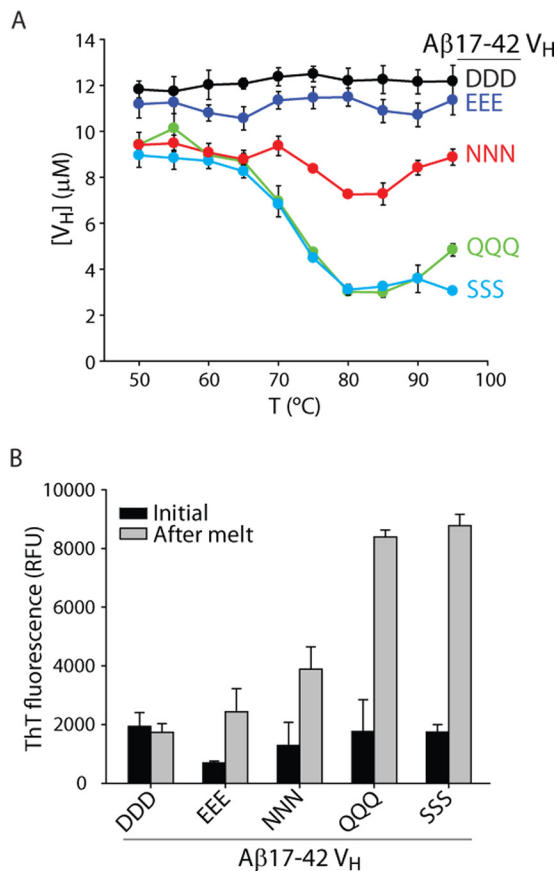 A
Aβ17-42 VH
DDD
EEE
NNN
QQQ
SSS
[VH] (μM)
14
12
10
8
6
4
2
0
50 60 70 80 90 100
T (ºC)
B
ThT fluorescence (RFU)
10000
8000
6000
4000
2000
0
Initial
After melt
DDD EEE NNN QQQ SSS
Aβ17-42 VH